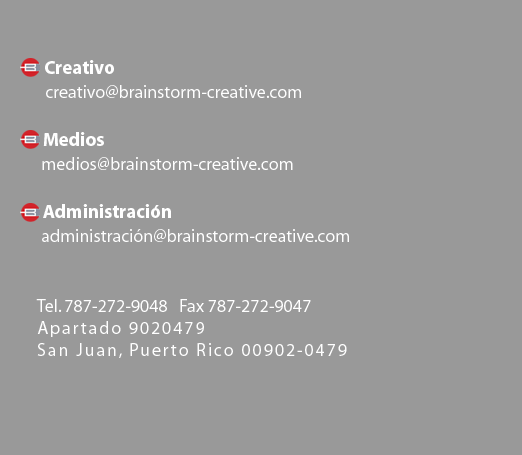 Creativo
creativo@brainstorm-creative.com
Medios
medios@brainstorm-creative.com
Administración
administración@brainstorm-creative.com
Tel. 787-272-9048 Fax 787-272-9047
Apartado 9020479
San Juan, Puerto Rico 00902-0479